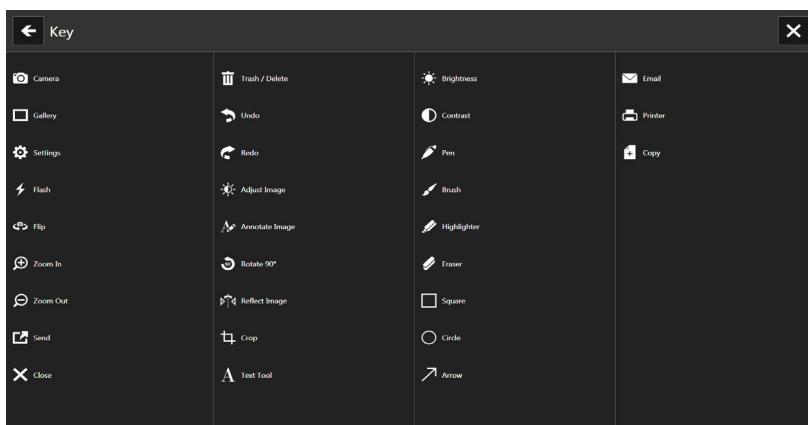 Key
Camera
Gallery
Settings
Flash
Flip
Zoom In
Zoom Out
Send
Close
Trash / Delete
Undo
Redo
Adjust Image
Annotate Image
Rotate 90°
Reflect Image
Crop
A Text Tool
Brightness
Contrast
Pen
Brush
Highlighter
Eraser
Square
Circle
Arrow
Email
Printer
Copy